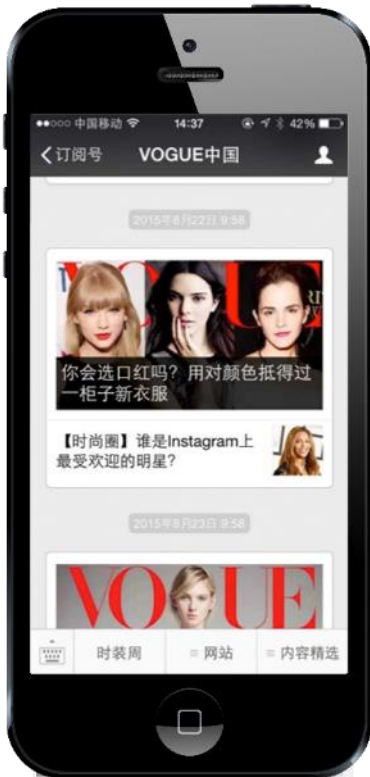 中国移动 14:37 42%
订阅号 VOGUE中国
2015年8月22日 9:58
VOGUE
你会选口红吗?用对颜色抵得过
一柜子新衣服
【时尚圈】谁是Instagram上
最受欢迎的明星?
2015年8月23日 9:58
VOGUE
时装周 网站 内容精选